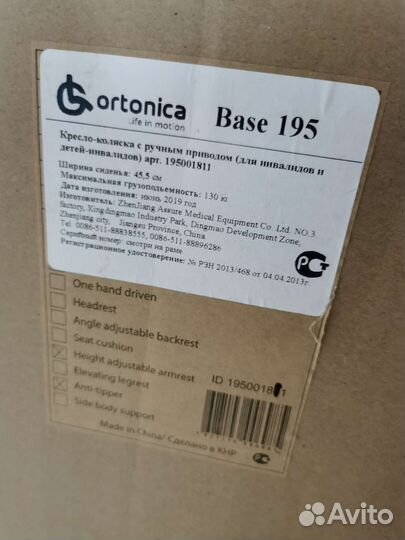 ortonica
Life in motion
Base 195
Кресло-коляска с ручным приводом (для инвалидов и
детей-инвалидов) арт. 195001811
Ширина сиденья: 45,5 см
Максимальная грузоподъемность: 130 кг
Дата изготовления: июнь 2019 год
Изготовитель: ZhenJiang Assure Medical Equipment Co., Ltd. NO.3.
factory, Xingdingmao Industry Park, Dingmao Development Zone,
Zhenjiang city, Jiangsu Province, China
Tel. 0086-511-88838555, 0086-511-88896286
Серийный номер: смотри на раме
Регистрационное удостоверение: № РЗН 2013/468 от 04.04.2013г.
One hand driven
Headrest
Angle adjustable backrest
Seat cushion
Height adjustable armrest
Elevating legrest
Anti-tipper
Side body support
ID 19500181
Made in China/ Сделано в КНР
Avito